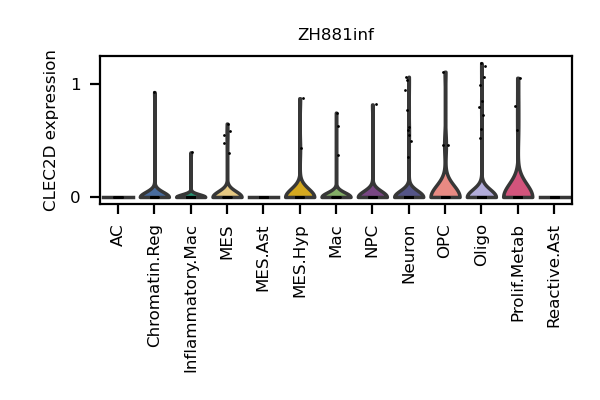 ZH881inf
CLEC2D expression
1
0
AC
Chromatin.Reg
Inflammatory.Mac
MES
MES.Ast
MES.Hyp
Mac
NPC
Neuron
OPC
Oligo
Prolif.Metab
Reactive.Ast